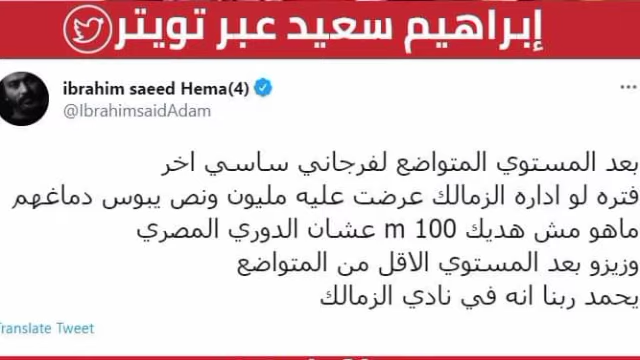 إبراهيم سعيد عبر تويتر
ibrahim saeed Hema(4)
@IbrahimsaidAdam
بعد المستوي المتواضع لفرجاني ساسي اخر
فتره لو اداره الزمالك عرضت عليه مليون ونص يبوس دماغهم
ماهو مش هديك 100 m عشان الدوري المصري
وزيزو بعد المستوي الاقل من المتواضع
يحمد ربنا انه في نادي الزمالك
Translate Tweet